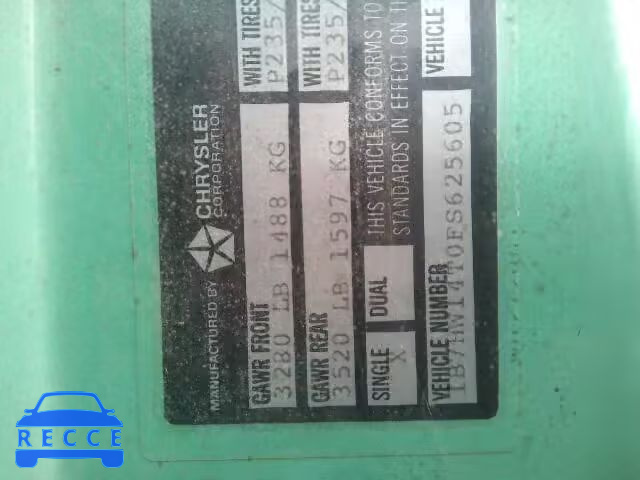 MANUFACTURED BY
CHRYSLER
CORPORATION
GAWR FRONT WITH TIRES
3280 LB 1488 KG P235/
GAWR REAR WITH TIRES
3520 LB 1597 KG P235/
SINGLE DUAL
X
THIS VEHICLE CONFORMS TO
STANDARDS IN EFFECT ON
VEHICLE NUMBER VEHICLE
1B7HW14T0FS625605
RECCE